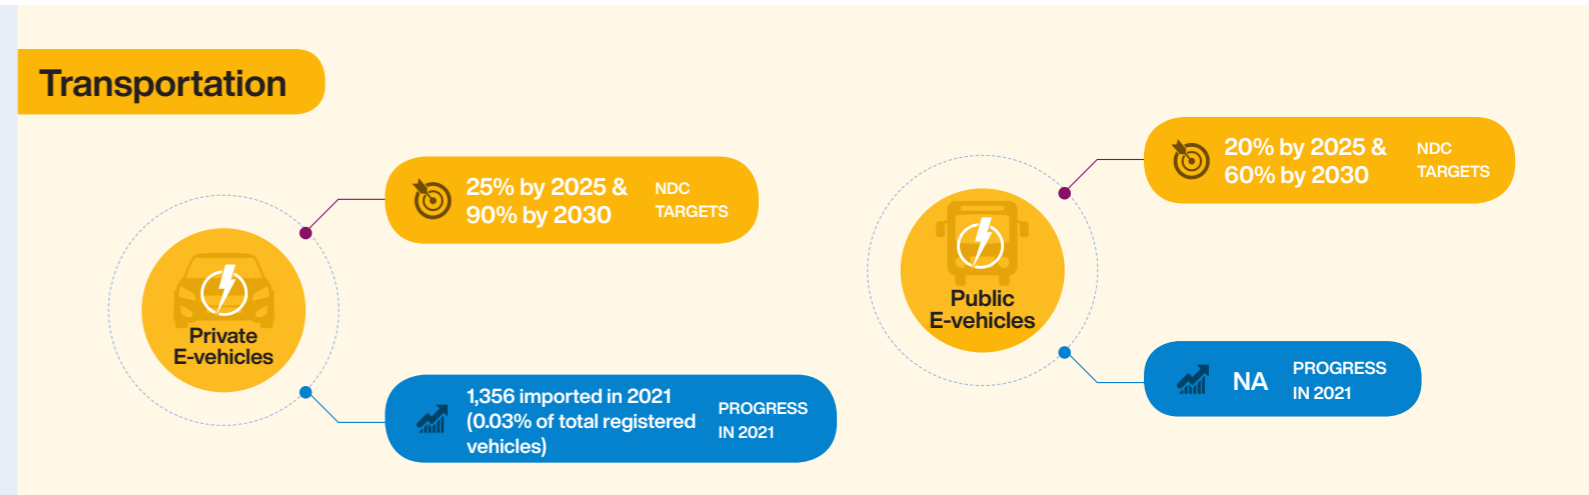 Transportation
Private
E-vehicles
25% by 2025 &
90% by 2030
NDC
TARGETS
1,356 imported in 2021
(0.03% of total registered
vehicles)
PROGRESS
IN 2021
Public
E-vehicles
20% by 2025 &
60% by 2030
NDC
TARGETS
NA
PROGRESS
IN 2021